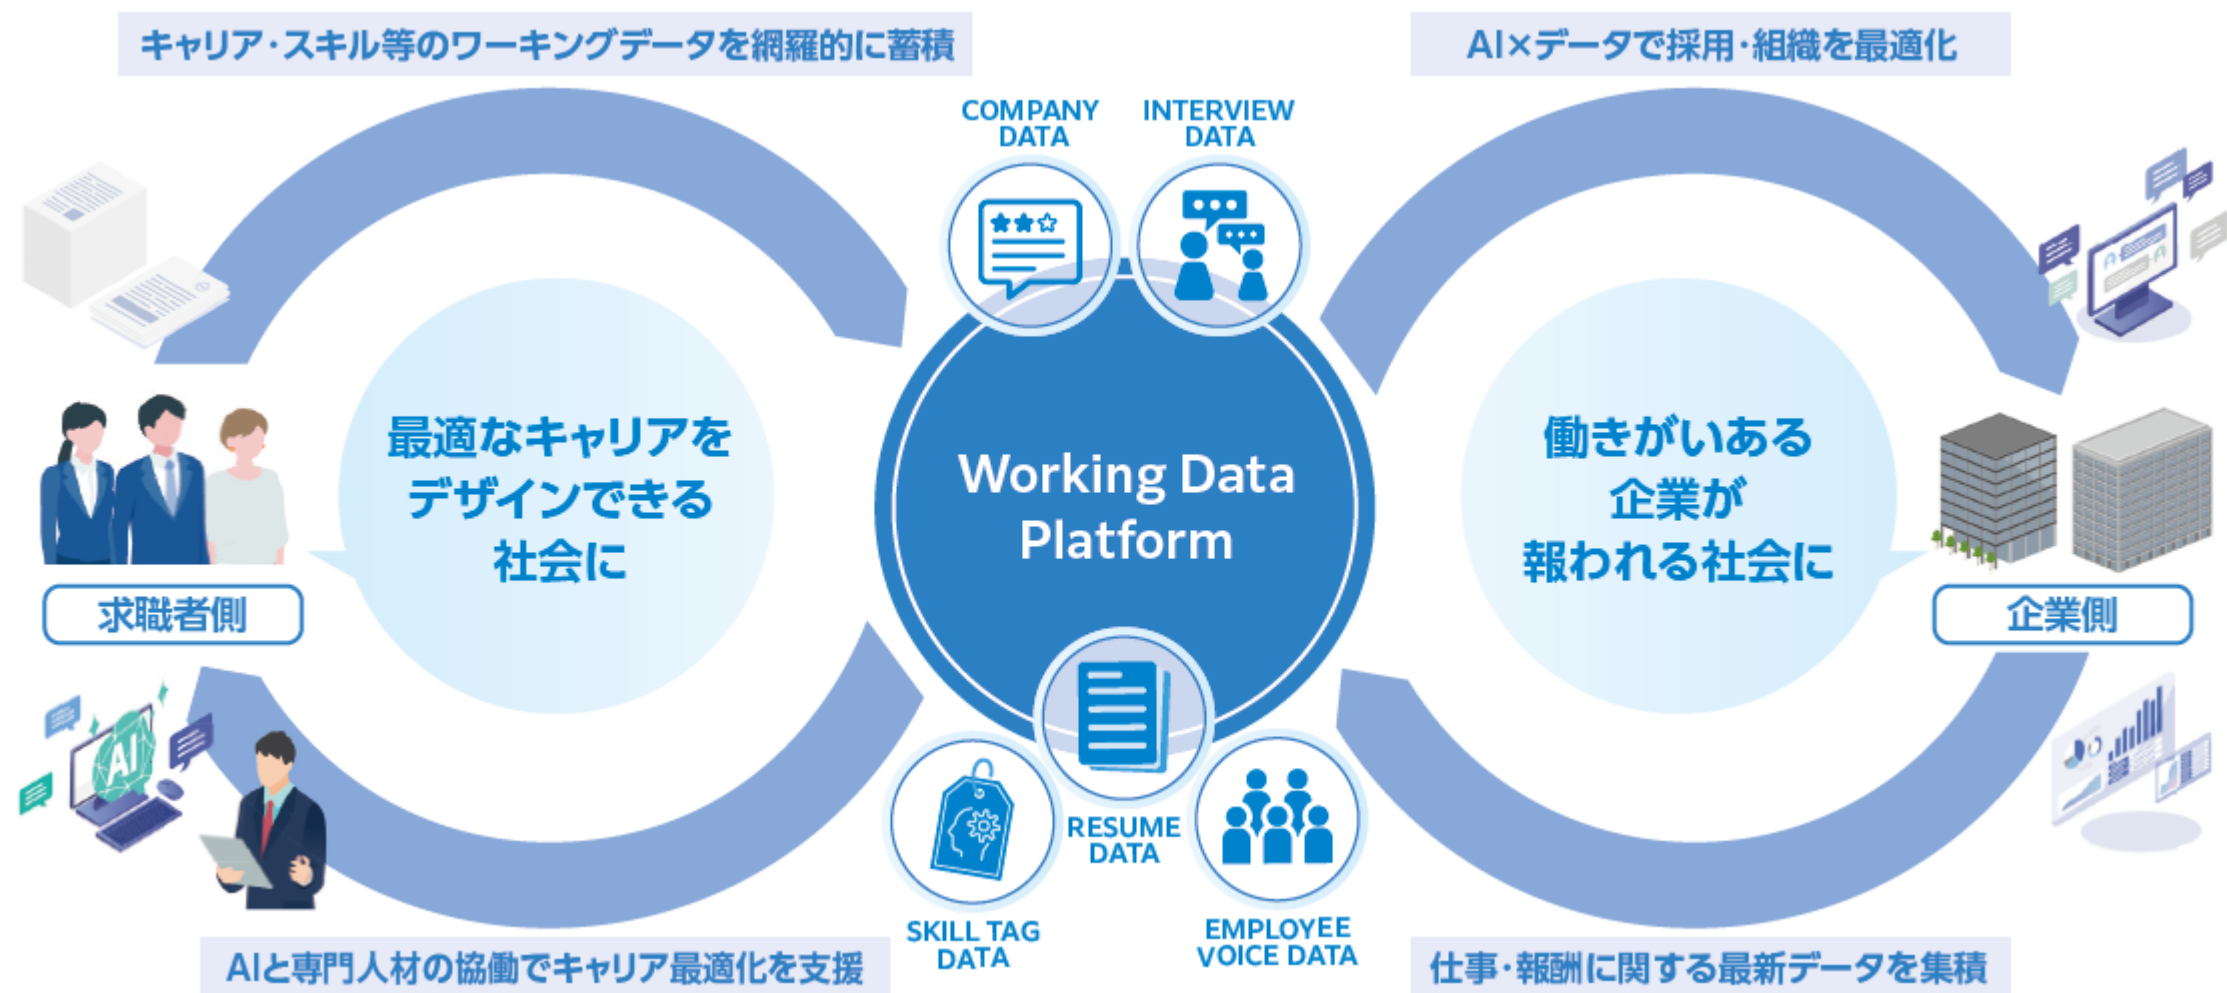 キャリア・スキル等のワーキングデータを網羅的に蓄積
AI×データで採用・組織を最適化
COMPANY
DATA
INTERVIEW
DATA
最適なキャリアを
デザインできる
社会に
Working Data
Platform
働きがいある
企業が
報われる社会に
求職者側
企業側
AI
RESUME
DATA
SKILL TAG
DATA
EMPLOYEE
VOICE DATA
AIと専門人材の協働でキャリア最適化を支援
仕事・報酬に関する最新データを集積